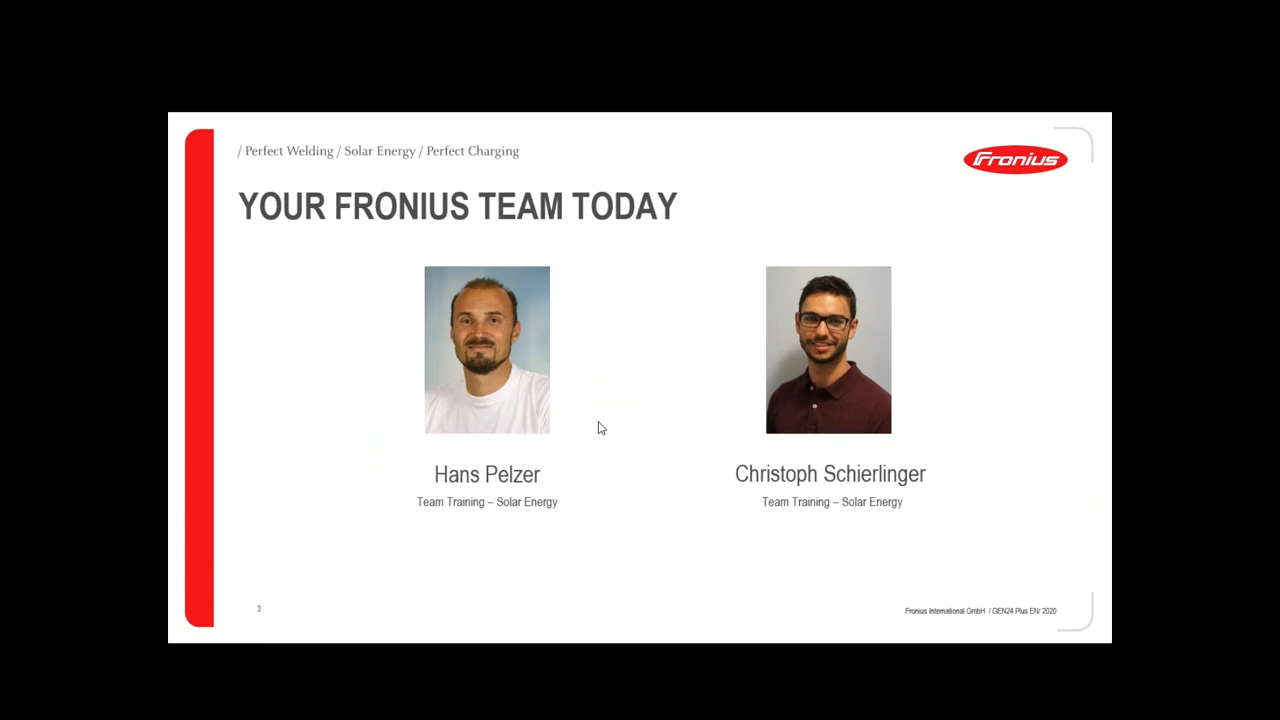 / Perfect Welding / Solar Energy / Perfect Charging
Fronius
YOUR FRONIUS TEAM TODAY
Hans Pelzer
Team Training – Solar Energy
Christoph Schierlinger
Team Training – Solar Energy
3
Fronius International GmbH / GEN24 Plus EN/ 2020